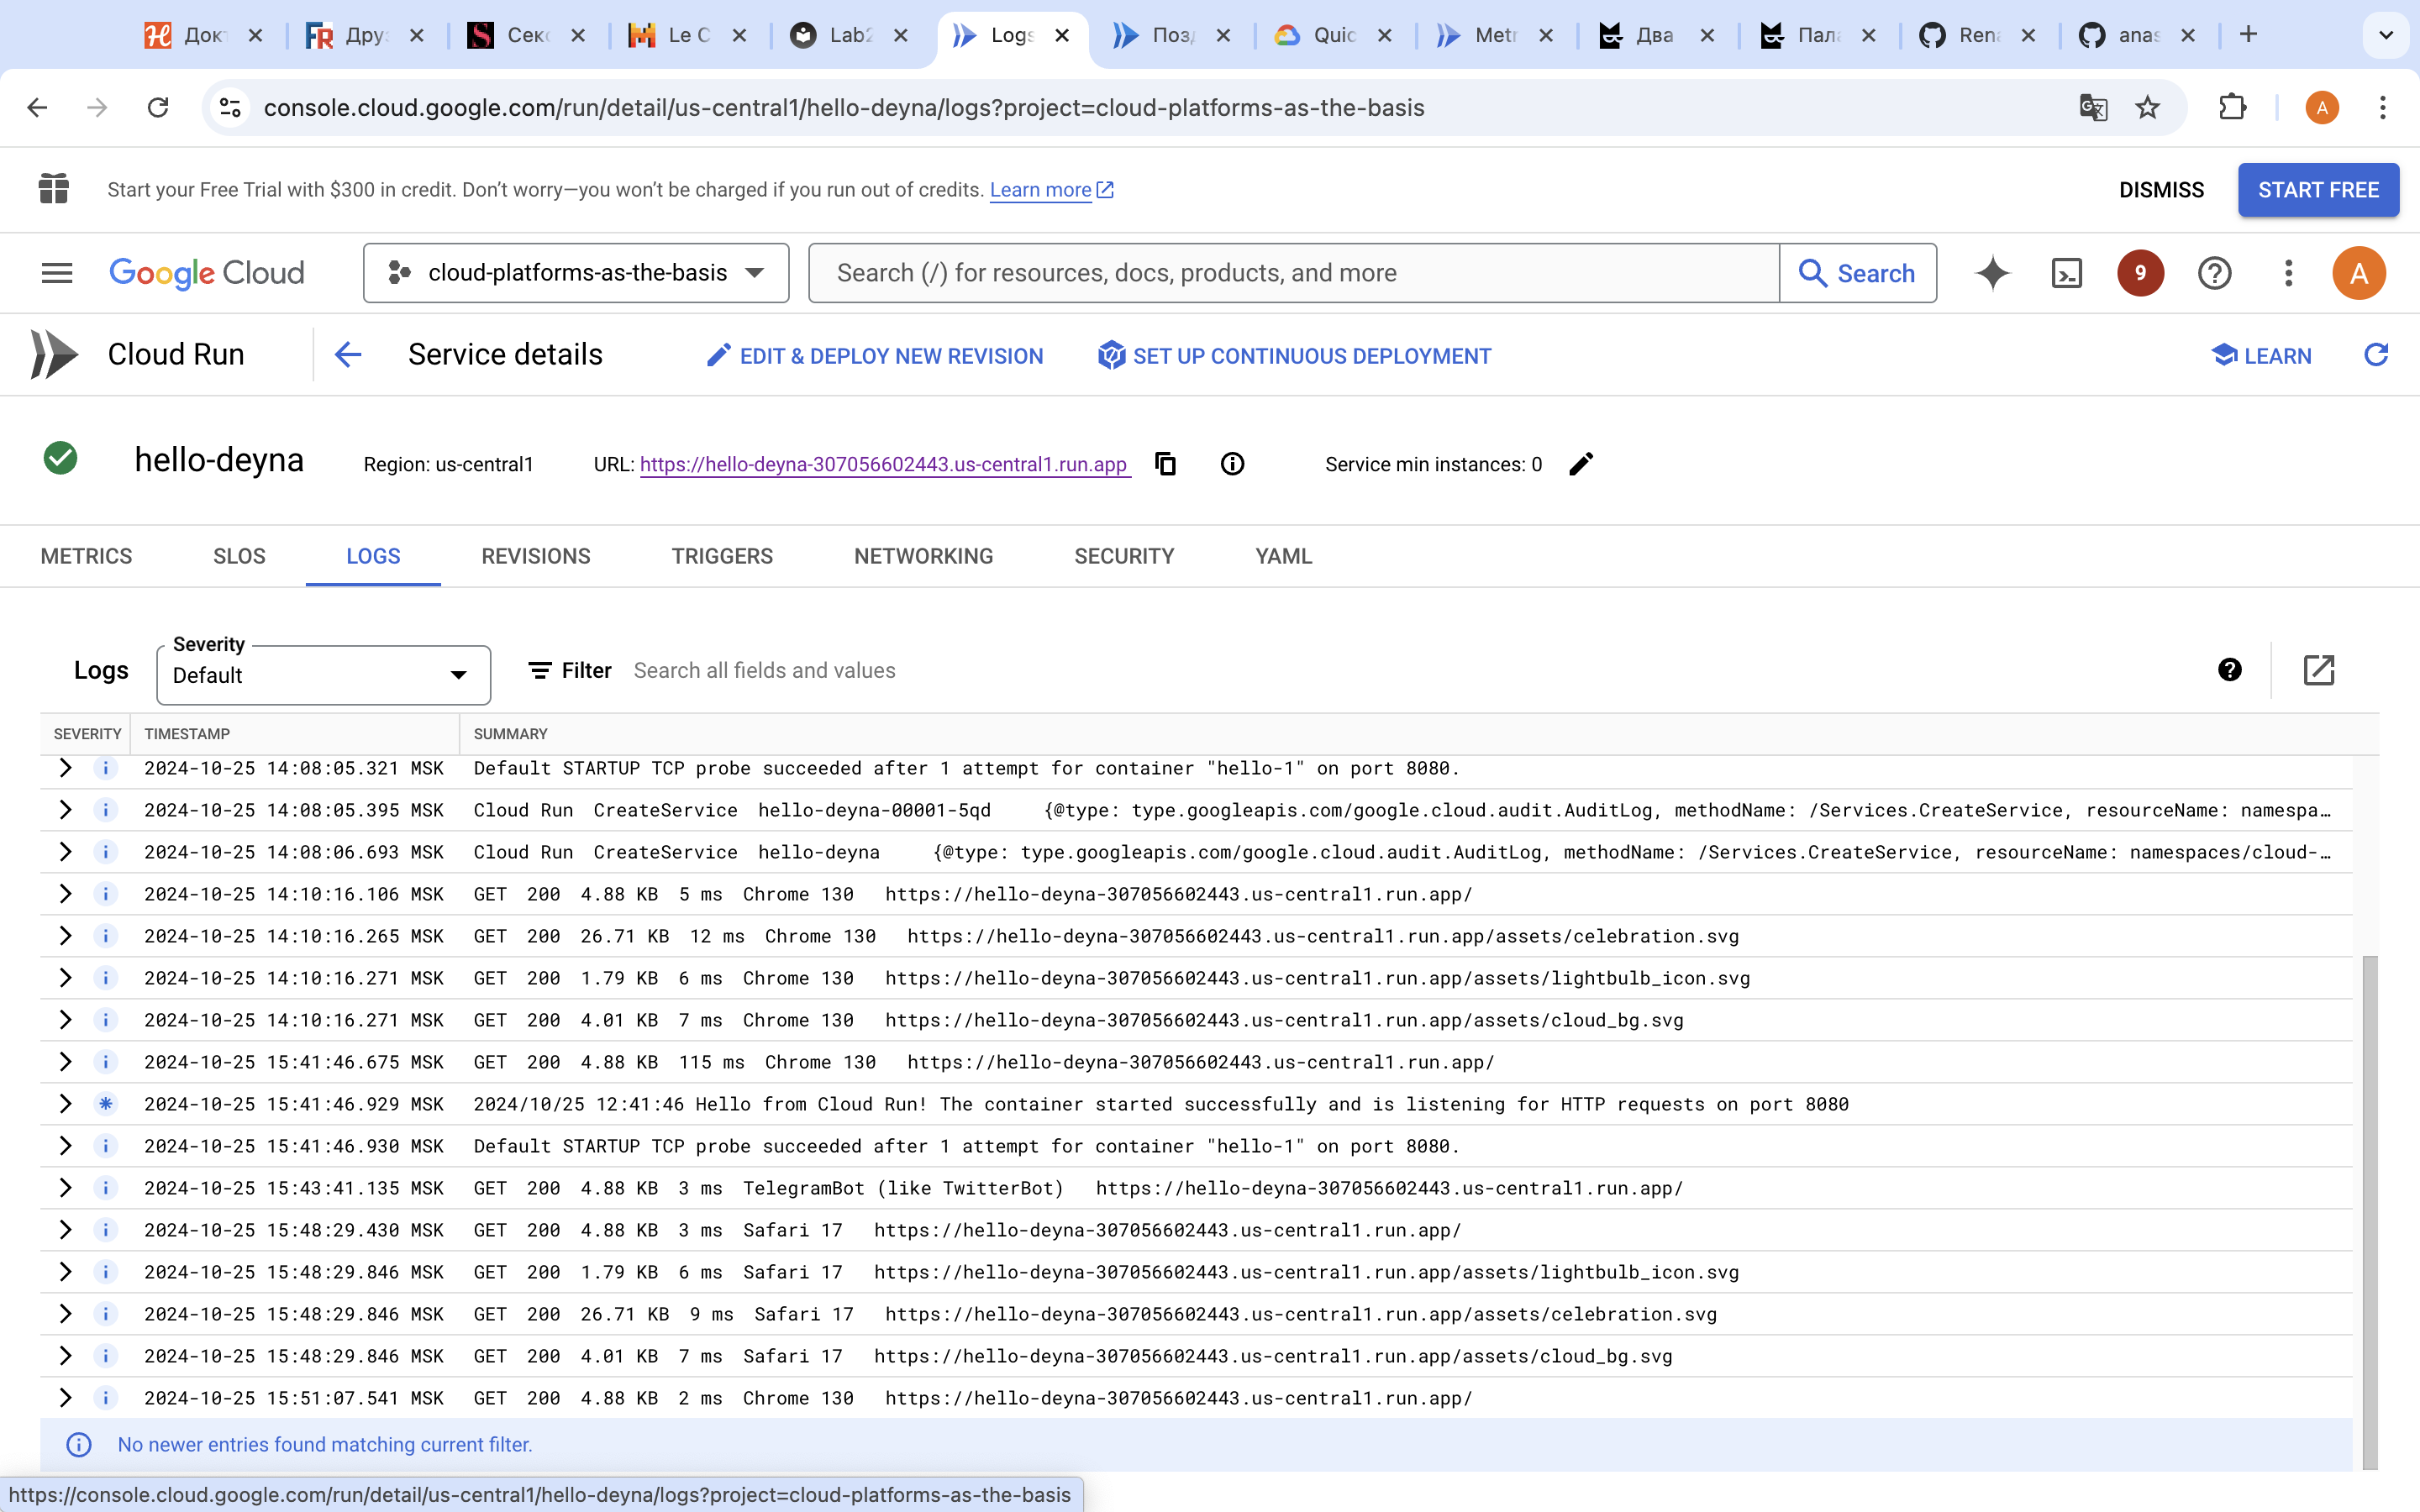 Док Друз Секс Le C Lab2 Logs Позд Quic Metr Два Пала Rena anas
console.cloud.google.com/run/detail/us-central1/hello-deyna/logs?project=cloud-platforms-as-the-basis A
Start your Free Trial with $300 in credit. Don’t worry—you won’t be charged if you run out of credits. Learn more DISMISS START FREE
Google Cloud cloud-platforms-as-the-basis Search (/) for resources, docs, products, and more Search 9 A
Cloud Run Service details EDIT & DEPLOY NEW REVISION SET UP CONTINUOUS DEPLOYMENT LEARN
hello-deyna Region: us-central1 URL: https://hello-deyna-307056602443.us-central1.run.app Service min instances: 0
METRICS SLOS LOGS REVISIONS TRIGGERS NETWORKING SECURITY YAML
Severity
Logs Default Filter Search all fields and values
SEVERITY TIMESTAMP SUMMARY
2024-10-25 14:08:05.321 MSK Default STARTUP TCP probe succeeded after 1 attempt for container "hello-1" on port 8080.
2024-10-25 14:08:05.395 MSK Cloud Run CreateService hello-deyna-00001-5qd {@type: type.googleapis.com/google.cloud.audit.AuditLog, methodName: /Services.CreateService, resourceName: namespa…
2024-10-25 14:08:06.693 MSK Cloud Run CreateService hello-deyna {@type: type.googleapis.com/google.cloud.audit.AuditLog, methodName: /Services.CreateService, resourceName: namespaces/cloud-…
2024-10-25 14:10:16.106 MSK GET 200 4.88 KB 5 ms Chrome 130 https://hello-deyna-307056602443.us-central1.run.app/
2024-10-25 14:10:16.265 MSK GET 200 26.71 KB 12 ms Chrome 130 https://hello-deyna-307056602443.us-central1.run.app/assets/celebration.svg
2024-10-25 14:10:16.271 MSK GET 200 1.79 KB 6 ms Chrome 130 https://hello-deyna-307056602443.us-central1.run.app/assets/lightbulb_icon.svg
2024-10-25 14:10:16.271 MSK GET 200 4.01 KB 7 ms Chrome 130 https://hello-deyna-307056602443.us-central1.run.app/assets/cloud_bg.svg
2024-10-25 15:41:46.675 MSK GET 200 4.88 KB 115 ms Chrome 130 https://hello-deyna-307056602443.us-central1.run.app/
2024-10-25 15:41:46.929 MSK 2024/10/25 12:41:46 Hello from Cloud Run! The container started successfully and is listening for HTTP requests on port 8080
2024-10-25 15:41:46.930 MSK Default STARTUP TCP probe succeeded after 1 attempt for container "hello-1" on port 8080.
2024-10-25 15:43:41.135 MSK GET 200 4.88 KB 3 ms TelegramBot (like TwitterBot) https://hello-deyna-307056602443.us-central1.run.app/
2024-10-25 15:48:29.430 MSK GET 200 4.88 KB 3 ms Safari 17 https://hello-deyna-307056602443.us-central1.run.app/
2024-10-25 15:48:29.846 MSK GET 200 1.79 KB 6 ms Safari 17 https://hello-deyna-307056602443.us-central1.run.app/assets/lightbulb_icon.svg
2024-10-25 15:48:29.846 MSK GET 200 26.71 KB 9 ms Safari 17 https://hello-deyna-307056602443.us-central1.run.app/assets/celebration.svg
2024-10-25 15:48:29.846 MSK GET 200 4.01 KB 7 ms Safari 17 https://hello-deyna-307056602443.us-central1.run.app/assets/cloud_bg.svg
2024-10-25 15:51:07.541 MSK GET 200 4.88 KB 2 ms Chrome 130 https://hello-deyna-307056602443.us-central1.run.app/
No newer entries found matching current filter.
https://console.cloud.google.com/run/detail/us-central1/hello-deyna/logs?project=cloud-platforms-as-the-basis